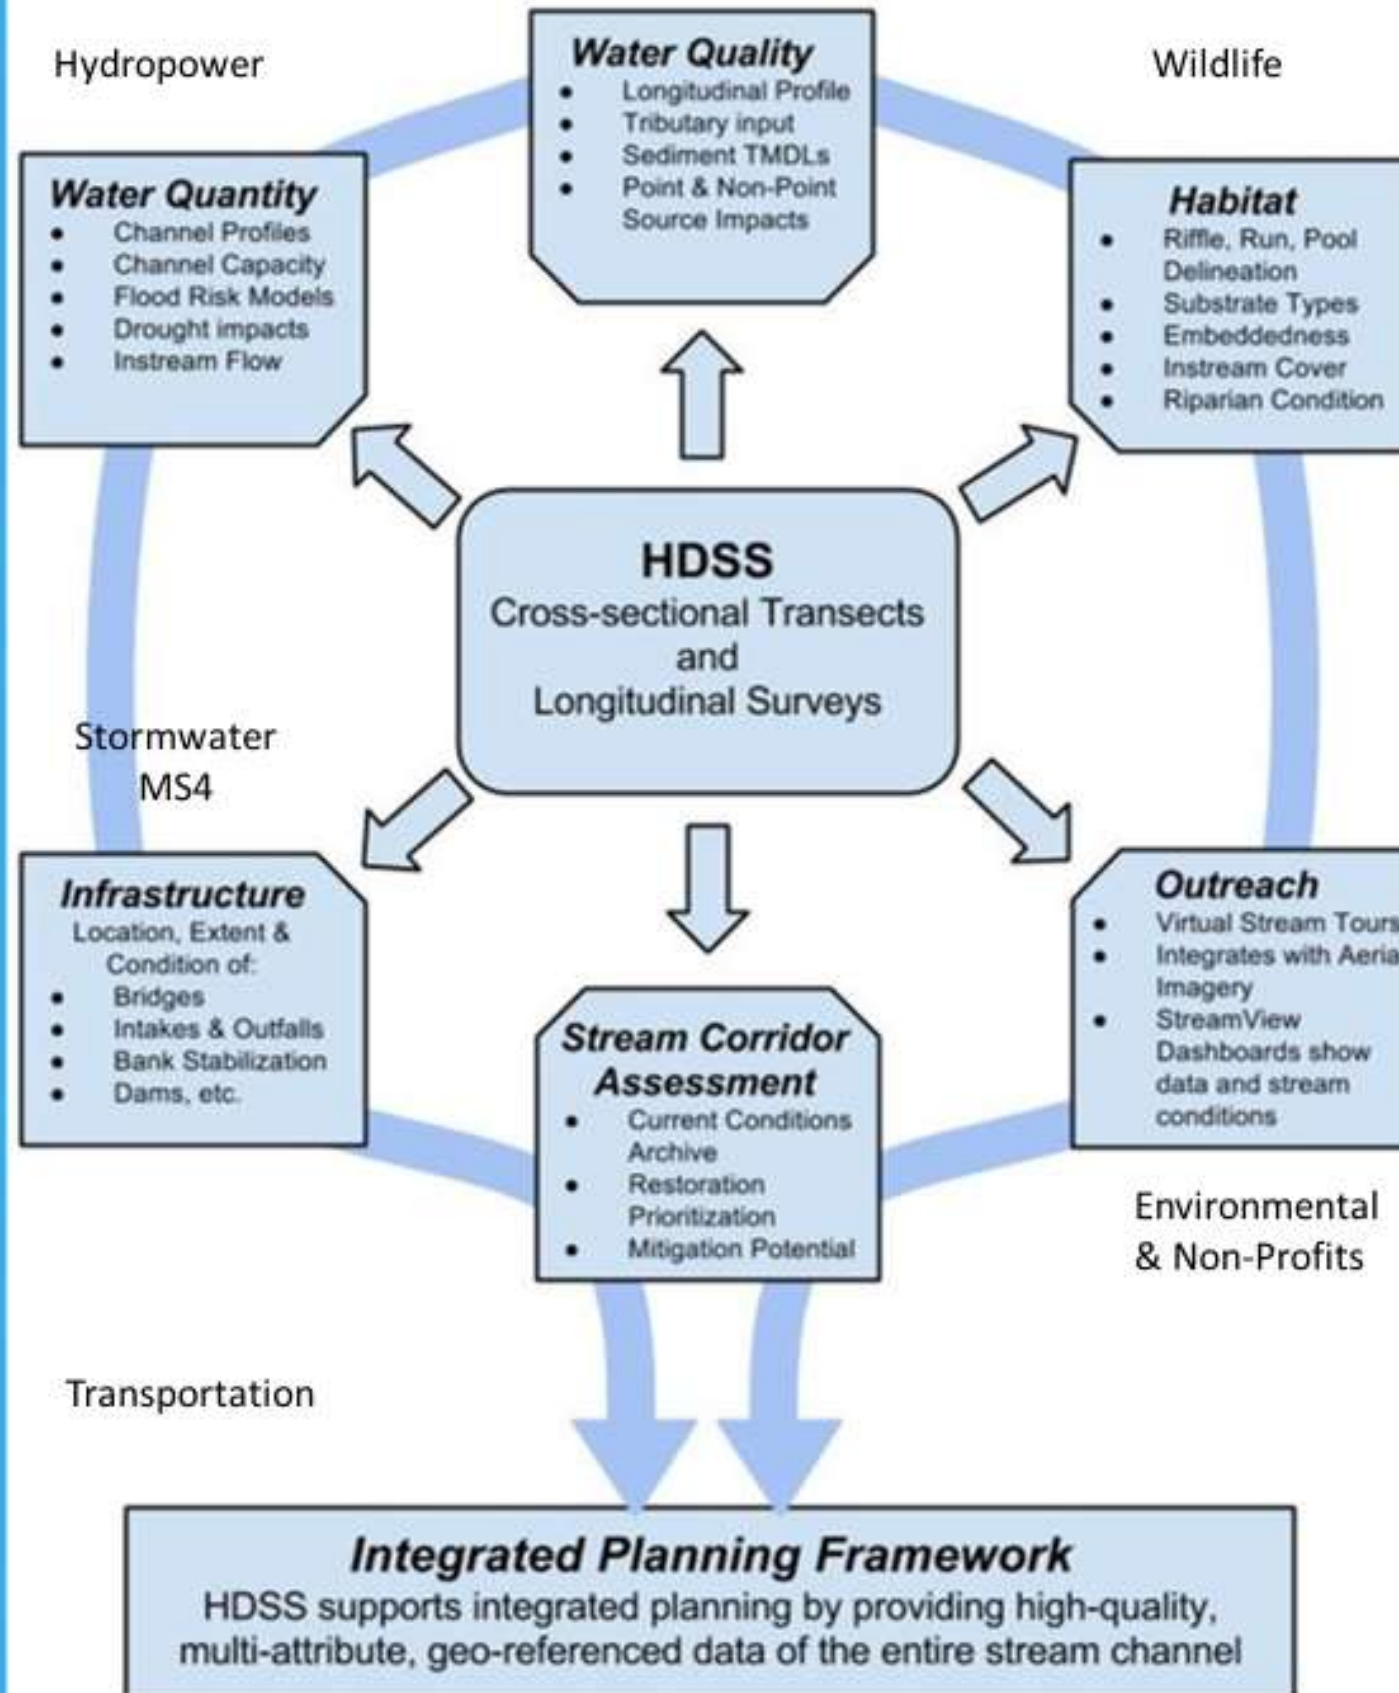 Hydropower
Wildlife
Water Quality
• Longitudinal Profile
• Tributary input
• Sediment TMDLs
• Point & Non-Point
Source Impacts
Water Quantity
• Channel Profiles
• Channel Capacity
• Flood Risk Models
• Drought impacts
• Instream Flow
Habitat
• Riffle, Run, Pool
Delineation
• Substrate Types
• Embeddedness
• Instream Cover
• Riparian Condition
HDSS
Cross-sectional Transects
and
Longitudinal Surveys
Stormwater
MS4
Infrastructure
Location, Extent &
Condition of:
• Bridges
• Intakes & Outfalls
• Bank Stabilization
• Dams, etc.
Stream Corridor
Assessment
• Current Conditions
Archive
• Restoration
Prioritization
• Mitigation Potential
Outreach
• Virtual Stream Tours
• Integrates with Aeria
Imagery
• StreamView
Dashboards show
data and stream
conditions
Environmental
& Non-Profits
Transportation
Integrated Planning Framework
HDSS supports integrated planning by providing high-quality,
multi-attribute, geo-referenced data of the entire stream channel